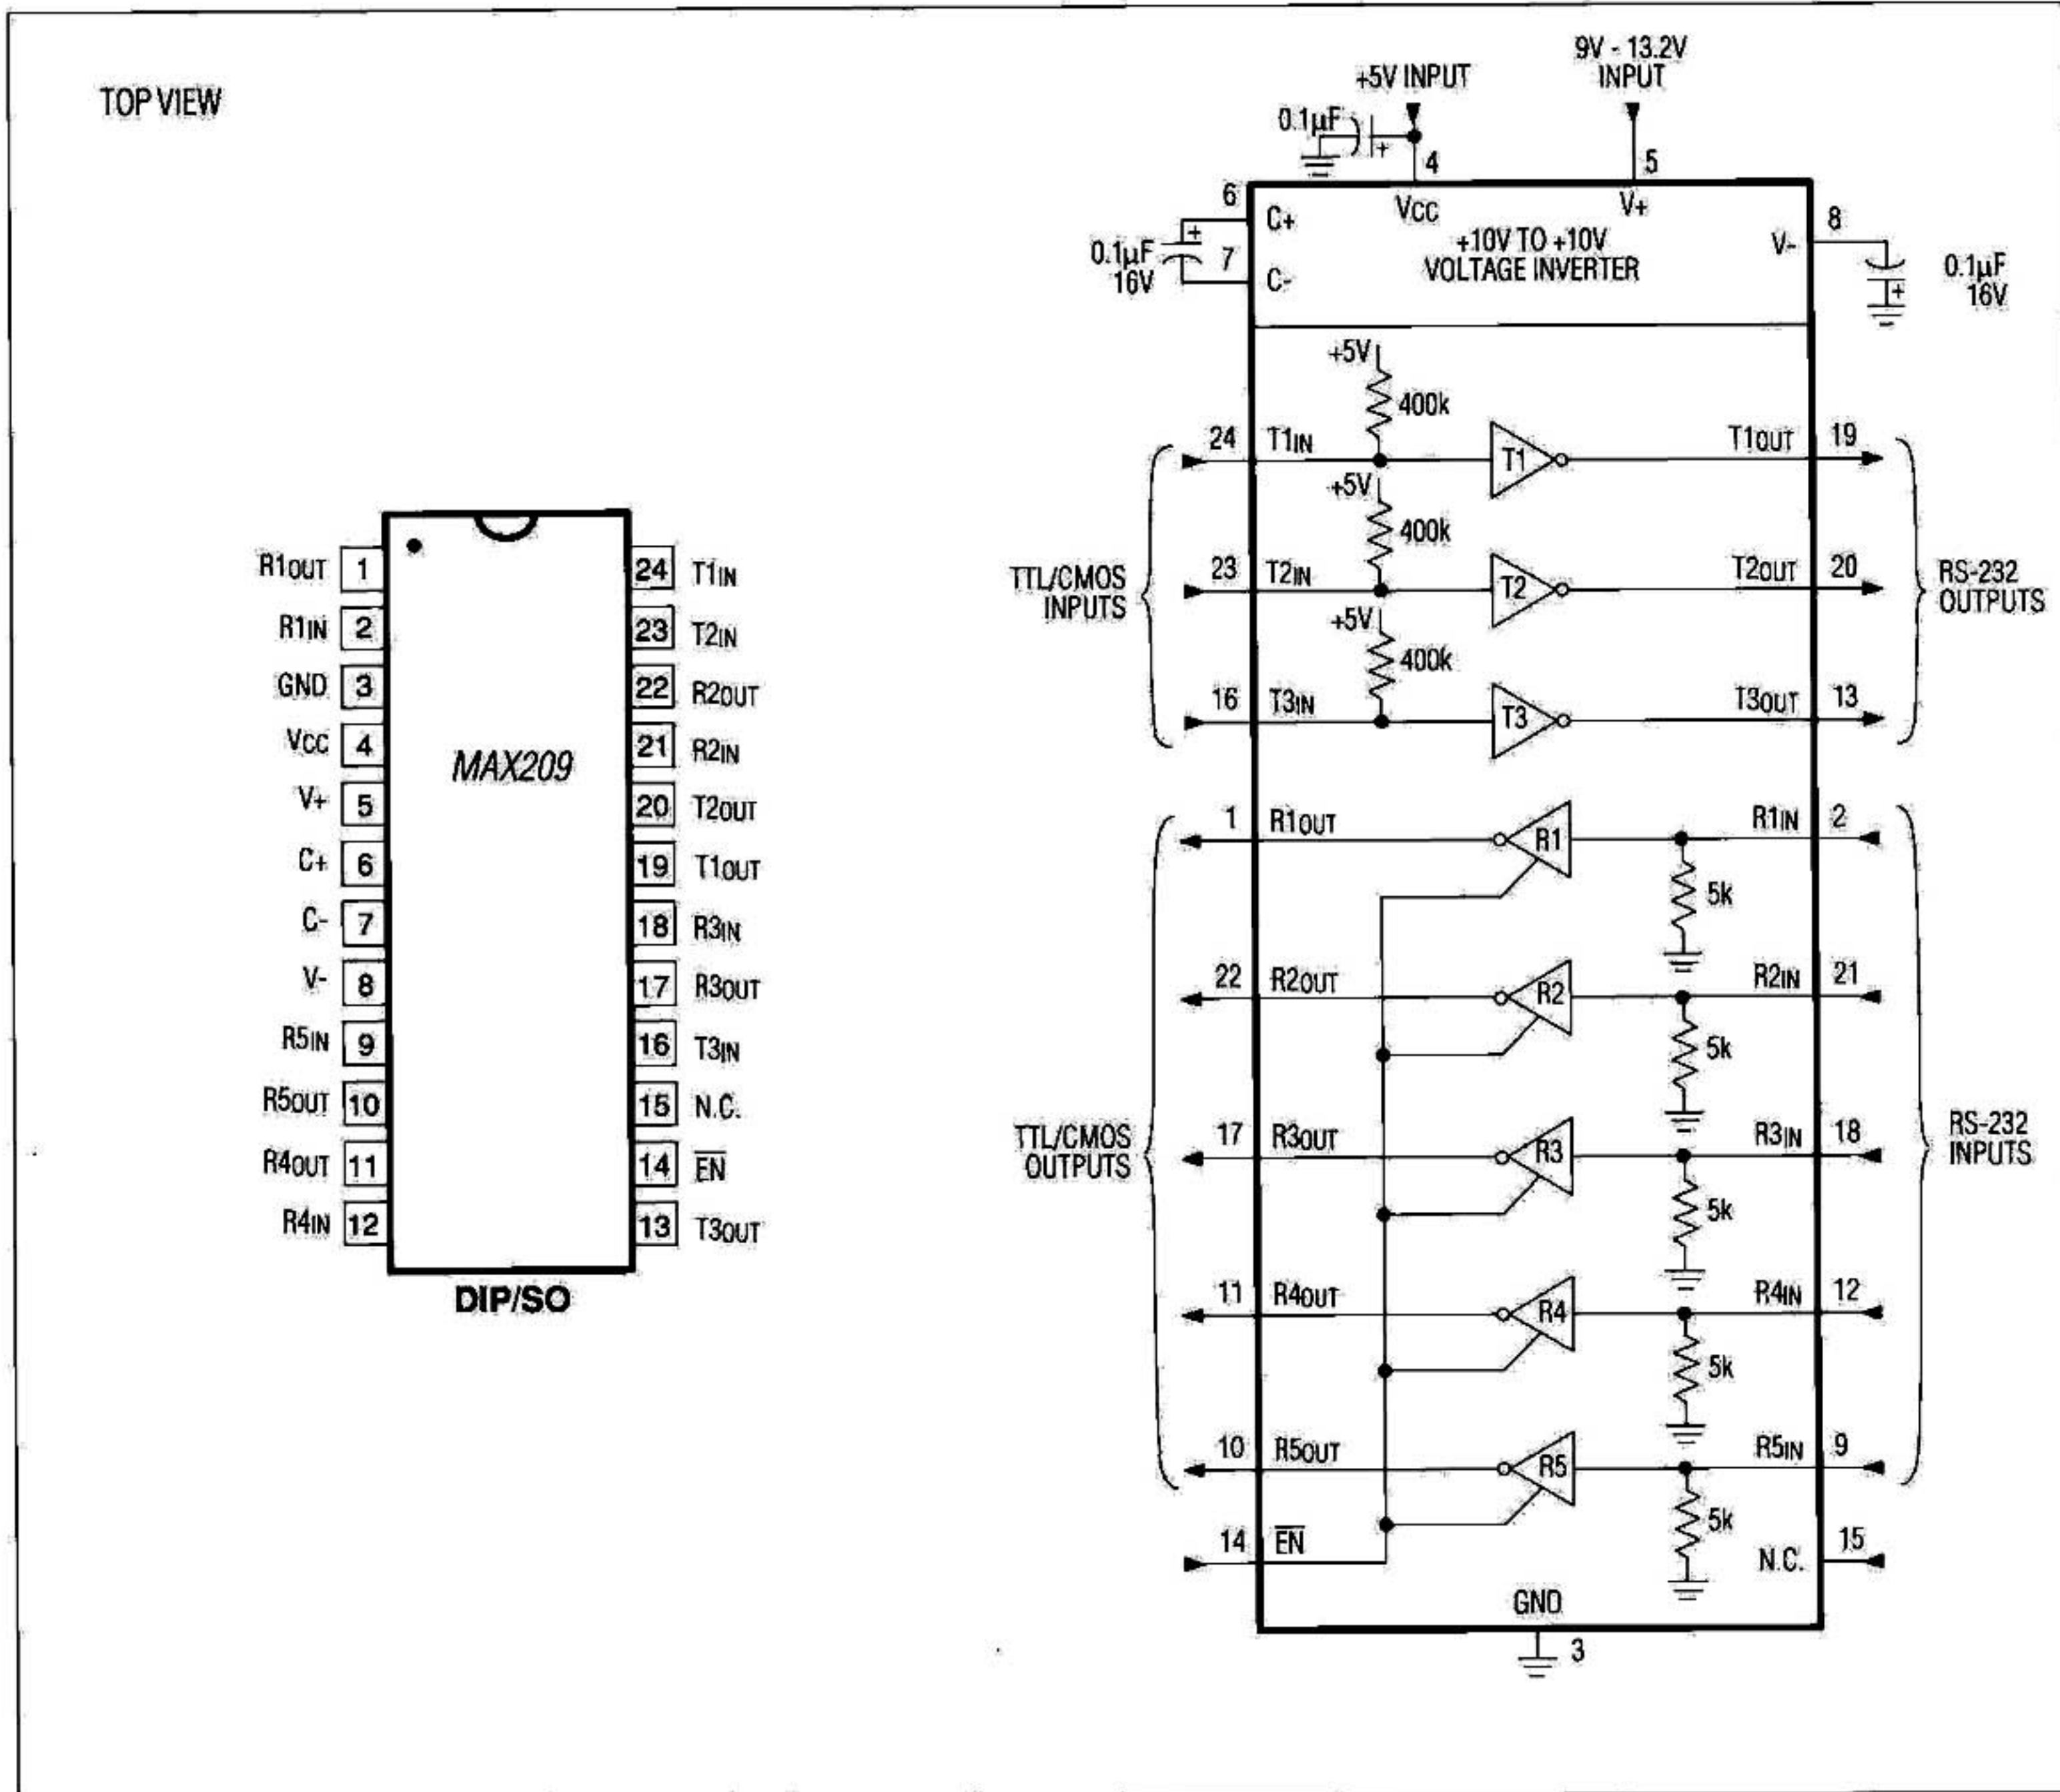 TOP VIEW
R1OUT 1
R1IN 2
GND 3
VCC 4
V+ 5
C+ 6
C- 7
V- 8
R5IN 9
R5OUT 10
R4OUT 11
R4IN 12
MAX209
24 T1IN
23 T2IN
22 R2OUT
21 R2IN
20 T2OUT
19 T1OUT
18 R3IN
17 R3OUT
16 T3IN
15 N.C.
14 EN
13 T3OUT
DIP/SO
+5V INPUT
9V - 13.2V
INPUT
0.1µF
+
4
5
6
C+
VCC
V+
8
+
0.1µF
16V
7
C-
+10V TO +10V
VOLTAGE INVERTER
V-
0.1µF
16V
+
+5V
400k
24 T1IN T1 T1OUT 19
+5V
400k
23 T2IN T2 T2OUT 20
TTL/CMOS
INPUTS
RS-232
OUTPUTS
+5V
400k
16 T3IN T3 T3OUT 13
1 R1OUT R1 R1IN 2
5k
22 R2OUT R2 R2IN 21
5k
17 R3OUT R3 R3IN 18
TTL/CMOS
OUTPUTS
RS-232
INPUTS
5k
11 R4OUT R4 R4IN 12
5k
10 R5OUT R5 R5IN 9
5k
14 EN
N.C. 15
GND
3